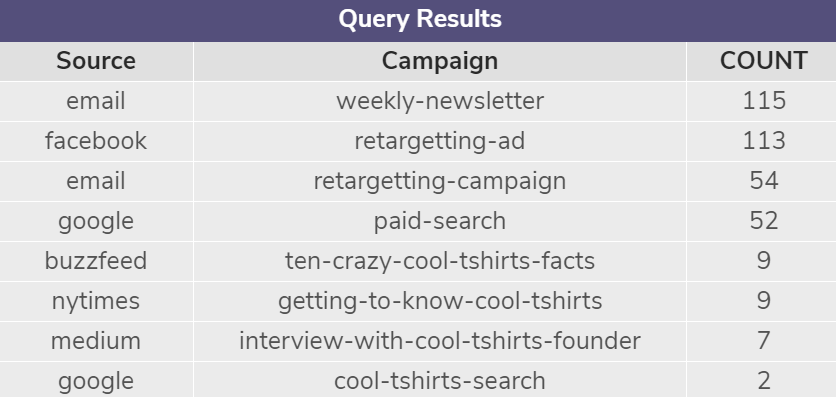 Query Results
Source Campaign COUNT
email weekly-newsletter 115
facebook retargetting-ad 113
email retargetting-campaign 54
google paid-search 52
buzzfeed ten-crazy-cool-tshirts-facts 9
nytimes getting-to-know-cool-tshirts 9
medium interview-with-cool-tshirts-founder 7
google cool-tshirts-search 2